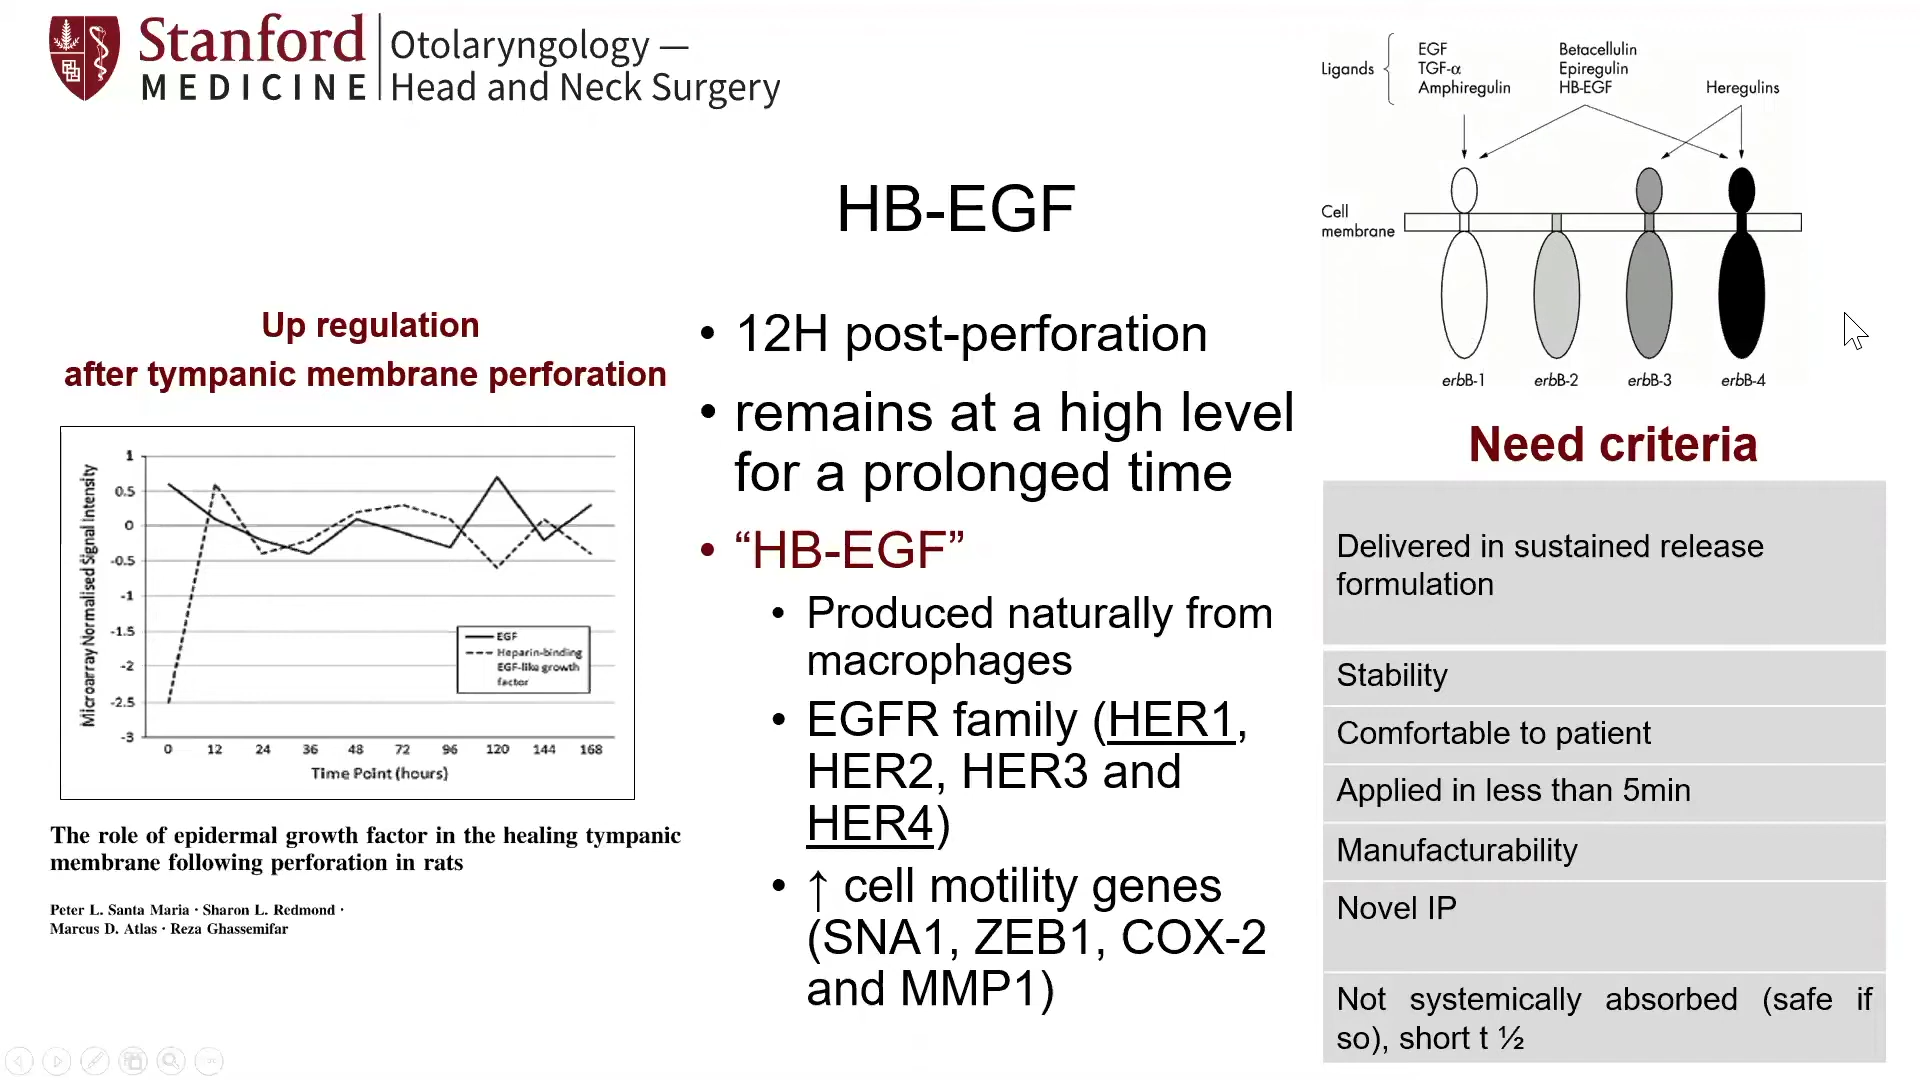 Stanford
MEDICINE
Otolaryngology —
Head and Neck Surgery
Ligands
EGF
TGF-α
Amphiregulin
Betacellulin
Epiregulin
HB-EGF
Heregulins
Cell
membrane
erbB-1
erbB-2
erbB-3
erbB-4
HB-EGF
Up regulation
after tympanic membrane perforation
Microarray Normalised Signal Intensity
1
0.5
0
-0.5
-1
-1.5
-2
-2.5
-3
0 12 24 36 48 72 96 120 144 168
Time Point (hours)
EGF
Heparin-binding
EGF-like growth
factor
The role of epidermal growth factor in the healing tympanic
membrane following perforation in rats
Peter L. Santa Maria · Sharon L. Redmond ·
Marcus D. Atlas · Reza Ghassemifar
• 12H post-perforation
• remains at a high level
for a prolonged time
• “HB-EGF”
• Produced naturally from
macrophages
• EGFR family (HER1,
HER2, HER3 and
HER4)
• ↑ cell motility genes
(SNA1, ZEB1, COX-2
and MMP1)
Need criteria
Delivered in sustained release
formulation
Stability
Comfortable to patient
Applied in less than 5min
Manufacturability
Novel IP
Not systemically absorbed (safe if
so), short t ½